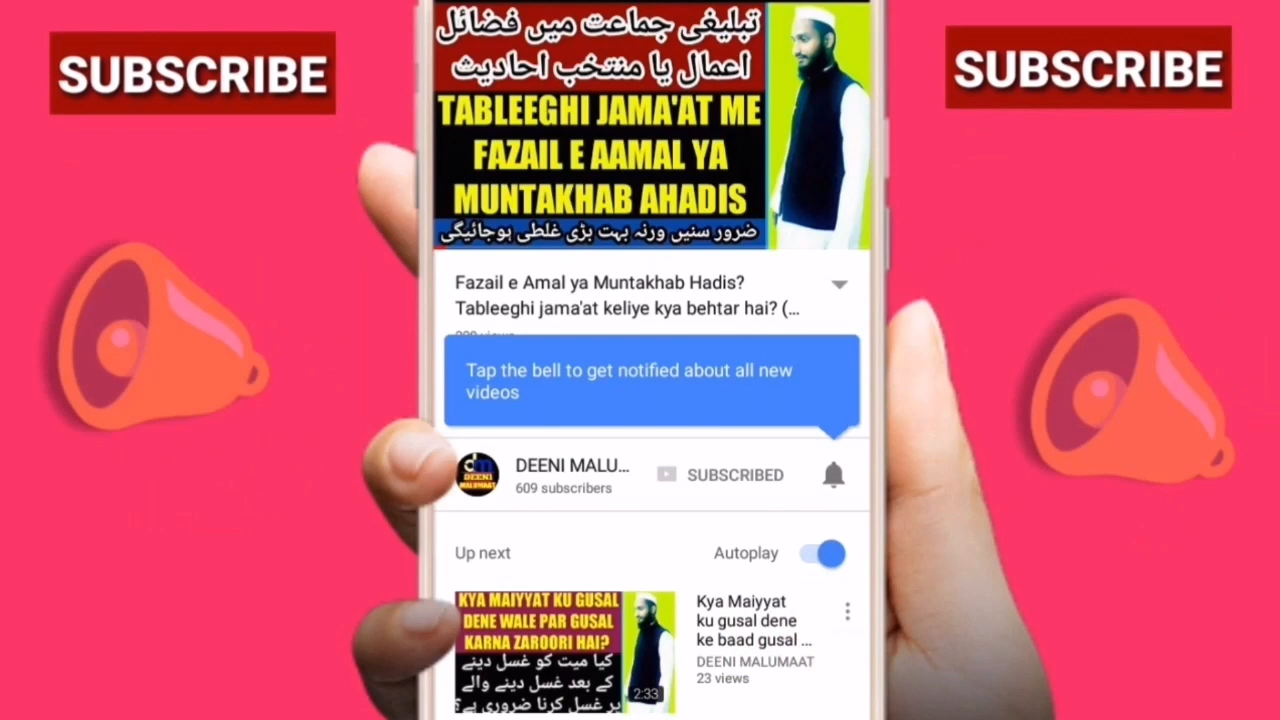 SUBSCRIBE
SUBSCRIBE
تبلیغی جماعت میں فضائل
اعمال یا منتخب احادیث
TABLEEGHI JAMA'AT ME
FAZAIL E AAMAL YA
MUNTAKHAB AHADIS
ضرور سنیں ورنہ بہت بڑی غلطی ہوجائیگی
Fazail e Amal ya Muntakhab Hadis?
Tableeghi jama'at keliye kya behtar hai? (...
Tap the bell to get notified about all new
videos
dm
DEENI
MALUMAAT
DEENI MALU...
609 subscribers
SUBSCRIBED
Up next
Autoplay
KYA MAIYYAT KU GUSAL
DENE WALE PAR GUSAL
KARNA ZAROORI HAI?
کیا میت کو غسل دینے
کے بعد غسل دینے والے
پر غسل کرنا ضروری ہے؟
2:33
Kya Maiyyat
ku gusal dene
ke baad gusal ...
DEENI MALUMAAT
23 views